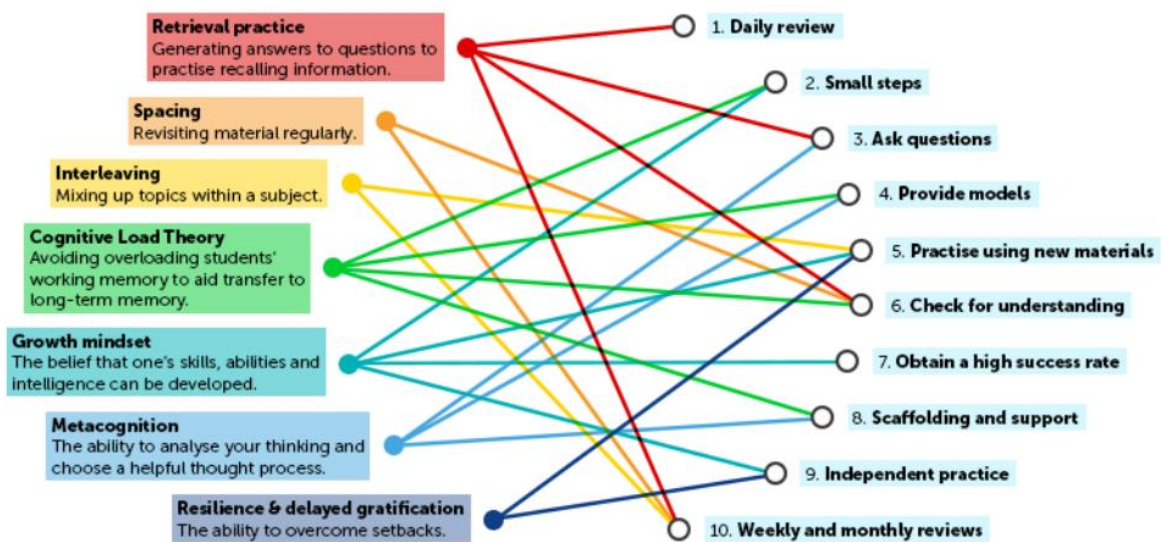 Retrieval practice
Generating answers to questions to
practise recalling information.
Spacing
Revisiting material regularly.
Interleaving
Mixing up topics within a subject.
Cognitive Load Theory
Avoiding overloading students'
working memory to aid transfer to
long-term memory.
Growth mindset
The belief that one's skills, abilities and
intelligence can be developed.
Metacognition
The ability to analyse your thinking and
choose a helpful thought process.
Resilience & delayed gratification
The ability to overcome setbacks.
1. Daily review
2. Small steps
3. Ask questions
4. Provide models
5. Practise using new materials
6. Check for understanding
7. Obtain a high success rate
8. Scaffolding and support
9. Independent practice
10. Weekly and monthly reviews